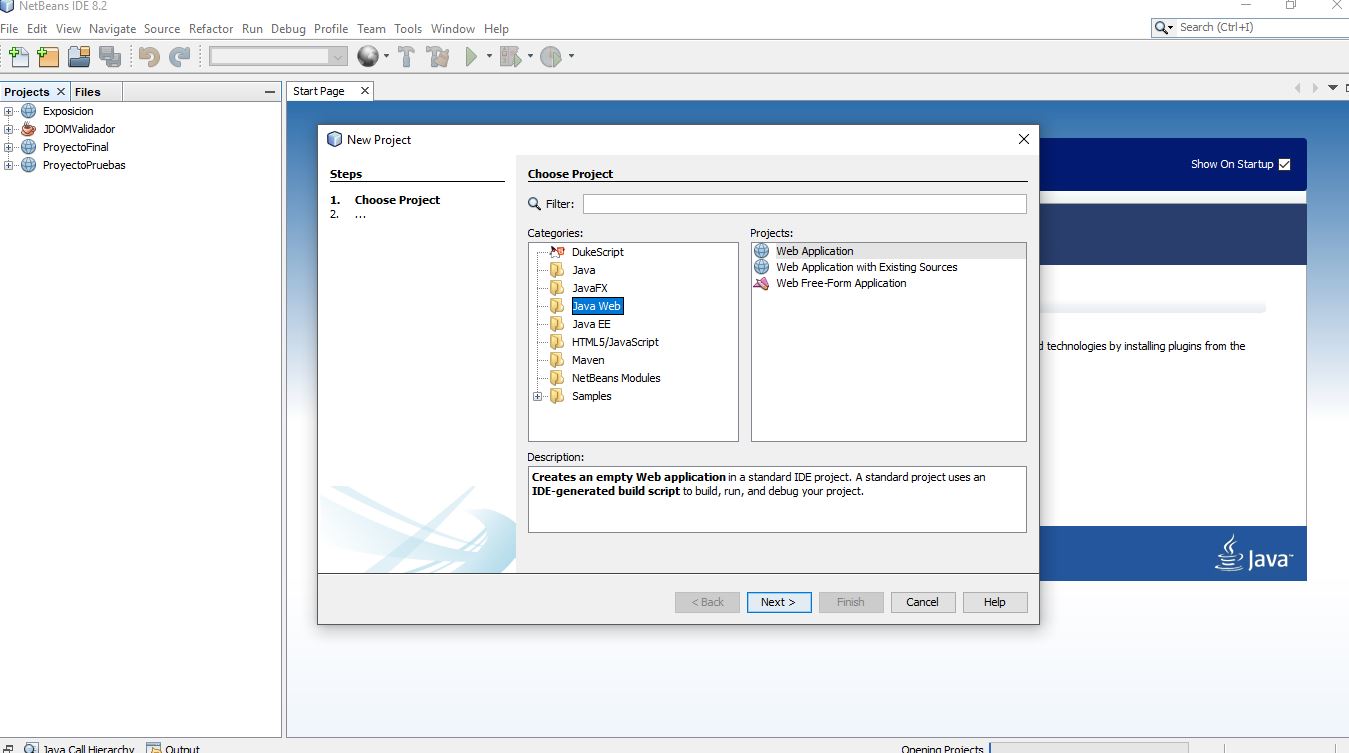 NetBeans IDE 8.2
File Edit View Navigate Source Refactor Run Debug Profile Team Tools Window Help
Search (Ctrl+I)
Projects Files
Start Page
Exposicion
JDOMValidador
ProyectoFinal
ProyectoPruebas
Show On Startup
d technologies by installing plugins from the
Java™
New Project
Steps
1. Choose Project
2. ...
Choose Project
Filter:
Categories:
DukeScript
Java
JavaFX
Java Web
Java EE
HTML5/JavaScript
Maven
NetBeans Modules
Samples
Projects:
Web Application
Web Application with Existing Sources
Web Free-Form Application
Description:
Creates an empty Web application in a standard IDE project. A standard project uses an
IDE-generated build script to build, run, and debug your project.
< Back Next > Finish Cancel Help
Java Call Hierarchy Output Opening Projects